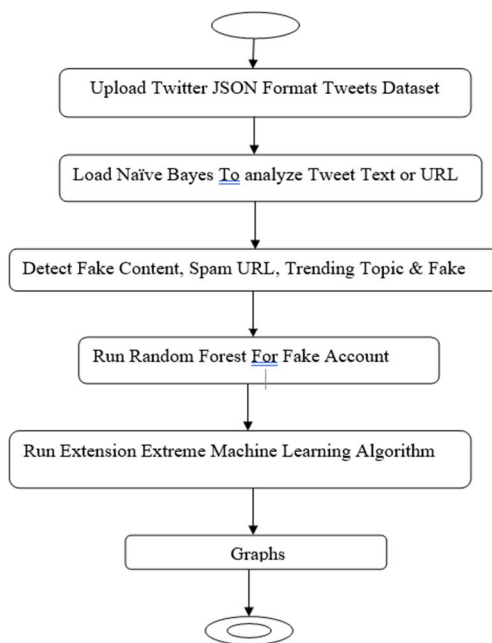 Upload Twitter JSON Format Tweets Dataset
Load Naïve Bayes To analyze Tweet Text or URL
Detect Fake Content, Spam URL, Trending Topic & Fake
Run Random Forest For Fake Account
Run Extension Extreme Machine Learning Algorithm
Graphs